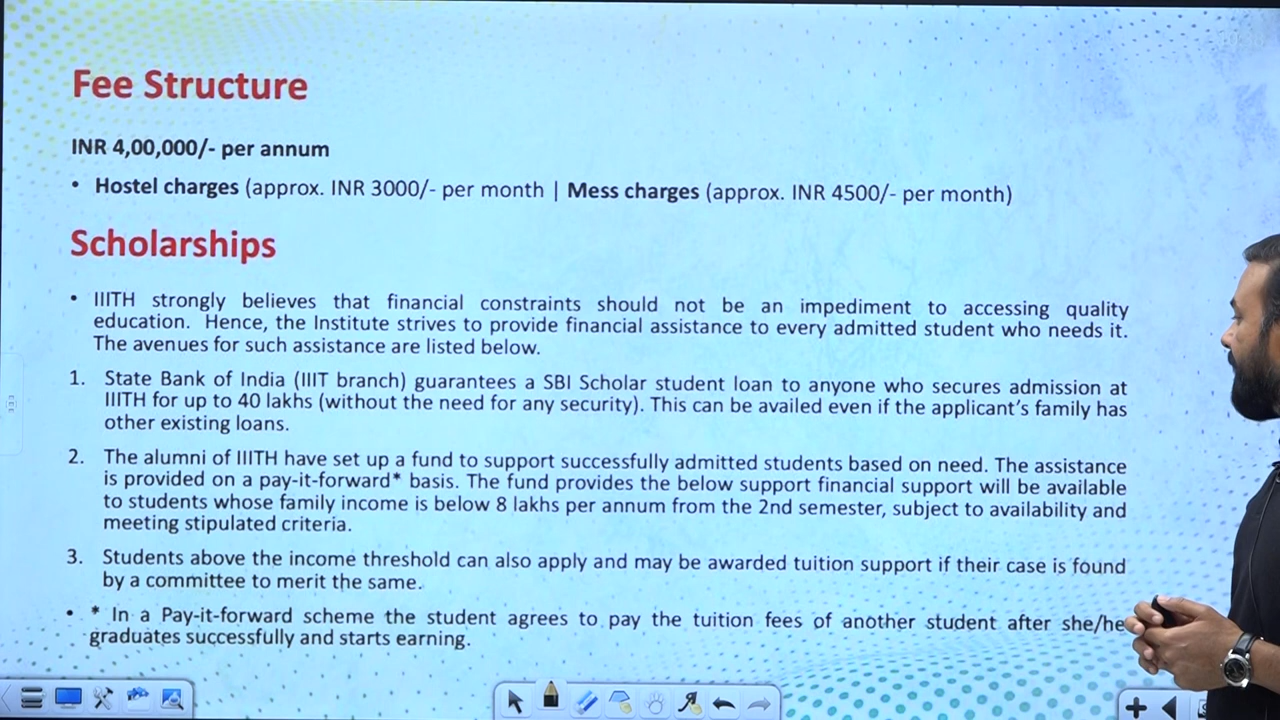 Fee Structure
INR 4,00,000/- per annum
• Hostel charges (approx. INR 3000/- per month | Mess charges (approx. INR 4500/- per month)
Scholarships
• IIITH strongly believes that financial constraints should not be an impediment to accessing quality
education. Hence, the Institute strives to provide financial assistance to every admitted student who needs it.
The avenues for such assistance are listed below.
1. State Bank of India (IIIT branch) guarantees a SBI Scholar student loan to anyone who secures admission at
IIITH for up to 40 lakhs (without the need for any security). This can be availed even if the applicant’s family has
other existing loans.
2. The alumni of IIITH have set up a fund to support successfully admitted students based on need. The assistance
is provided on a pay-it-forward* basis. The fund provides the below support financial support will be available
to students whose family income is below 8 lakhs per annum from the 2nd semester, subject to availability and
meeting stipulated criteria.
3. Students above the income threshold can also apply and may be awarded tuition support if their case is found
by a committee to merit the same.
• * In a Pay-it-forward scheme the student agrees to pay the tuition fees of another student after she/he
graduates successfully and starts earning.